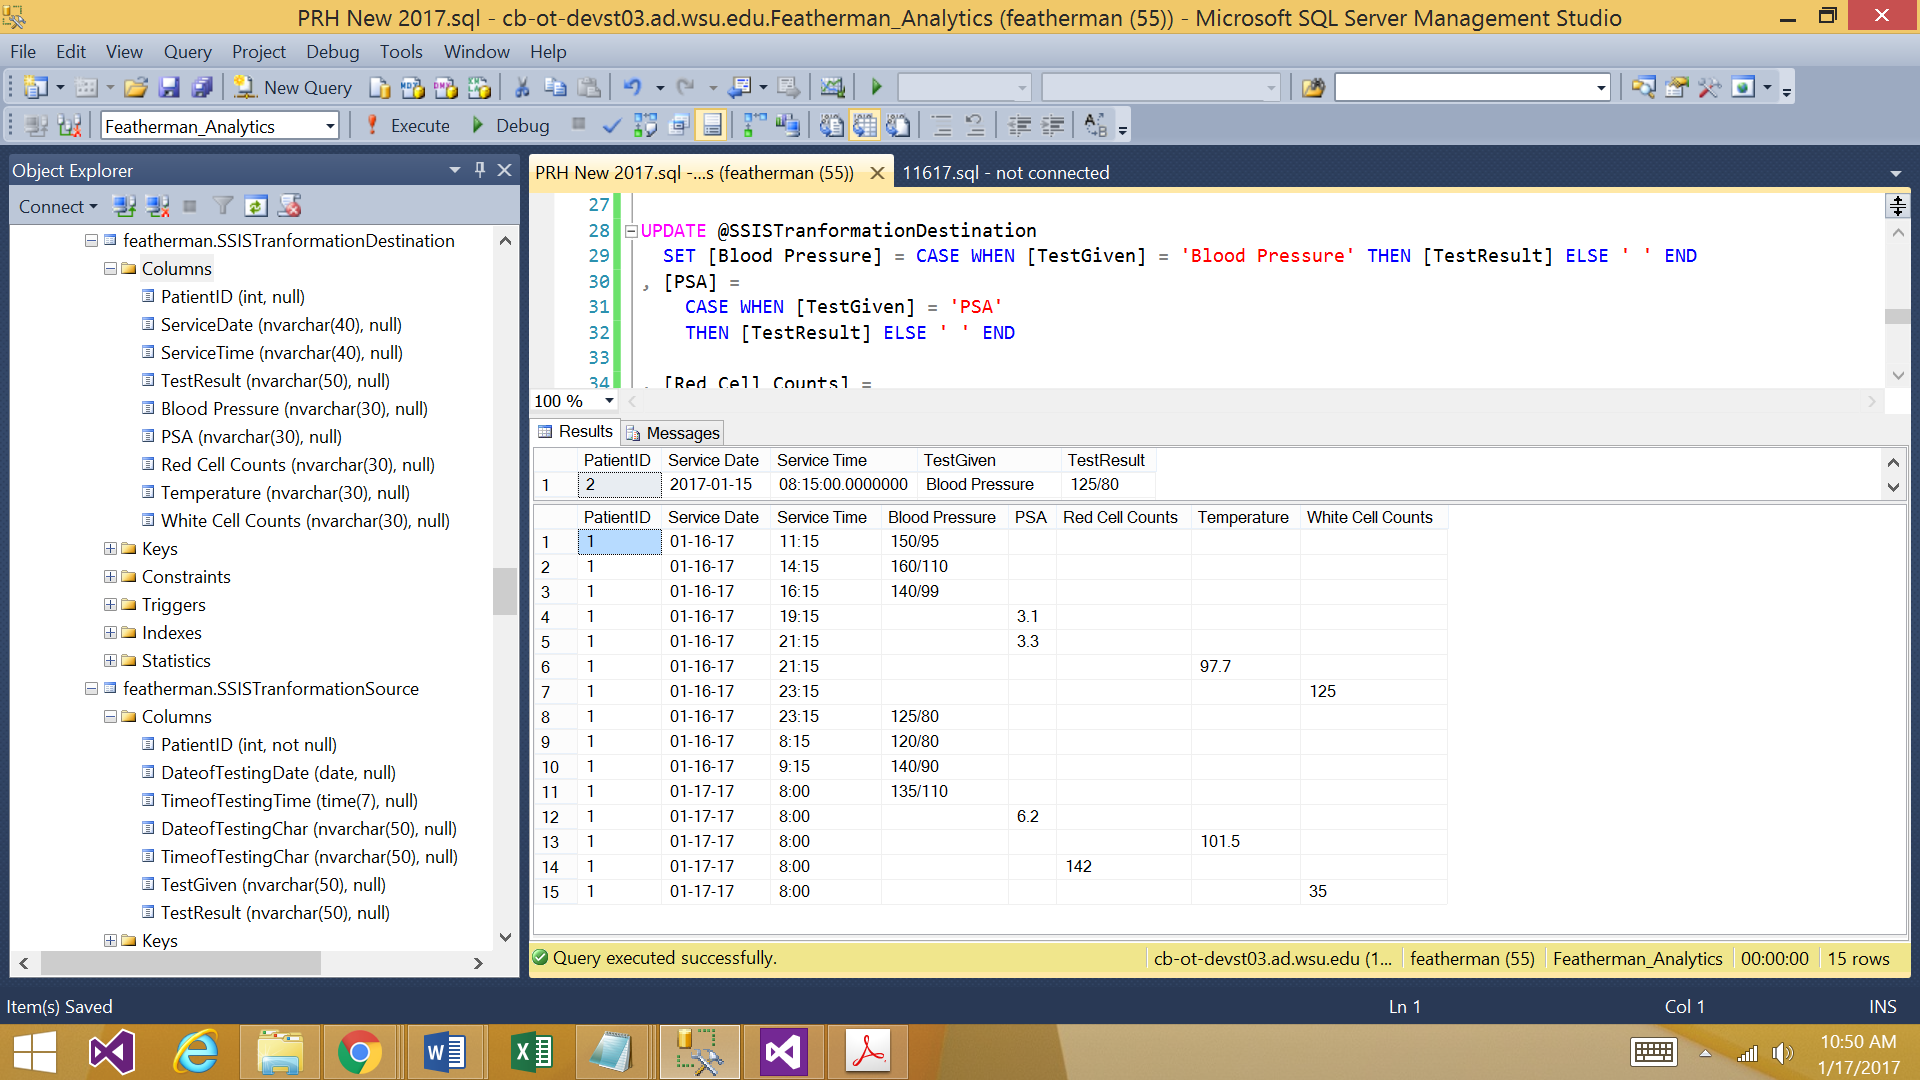 PRH New 2017.sql - cb-ot-devst03.ad.wsu.edu.Featherman_Analytics (featherman (55)) - Microsoft SQL Server Management Studio
File Edit View Query Project Debug Tools Window Help
New Query
Featherman_Analytics Execute Debug
Object Explorer
Connect
featherman.SSISTranformationDestination
Columns
PatientID (int, null)
ServiceDate (nvarchar(40), null)
ServiceTime (nvarchar(40), null)
TestResult (nvarchar(50), null)
Blood Pressure (nvarchar(30), null)
PSA (nvarchar(30), null)
Red Cell Counts (nvarchar(30), null)
Temperature (nvarchar(30), null)
White Cell Counts (nvarchar(30), null)
Keys
Constraints
Triggers
Indexes
Statistics
featherman.SSISTranformationSource
Columns
PatientID (int, not null)
DateofTestingDate (date, null)
TimeofTestingTime (time(7), null)
DateofTestingChar (nvarchar(50), null)
TimeofTestingChar (nvarchar(50), null)
TestGiven (nvarchar(50), null)
TestResult (nvarchar(50), null)
Keys
PRH New 2017.sql -...s (featherman (55)) 11617.sql - not connected
27
28 UPDATE @SSISTranformationDestination
29 SET [Blood Pressure] = CASE WHEN [TestGiven] = 'Blood Pressure' THEN [TestResult] ELSE ' ' END
30 , [PSA] =
31 CASE WHEN [TestGiven] = 'PSA'
32 THEN [TestResult] ELSE ' ' END
33
34 , [Red Cell Counts] =
100 %
Results Messages
PatientID Service Date Service Time TestGiven TestResult
1 2 2017-01-15 08:15:00.0000000 Blood Pressure 125/80
PatientID Service Date Service Time Blood Pressure PSA Red Cell Counts Temperature White Cell Counts
1 1 01-16-17 11:15 150/95
2 1 01-16-17 14:15 160/110
3 1 01-16-17 16:15 140/99
4 1 01-16-17 19:15 3.1
5 1 01-16-17 21:15 3.3
6 1 01-16-17 21:15 97.7
7 1 01-16-17 23:15 125
8 1 01-16-17 23:15 125/80
9 1 01-16-17 8:15 120/80
10 1 01-16-17 9:15 140/90
11 1 01-17-17 8:00 135/110
12 1 01-17-17 8:00 6.2
13 1 01-17-17 8:00 101.5
14 1 01-17-17 8:00 142
15 1 01-17-17 8:00 35
Query executed successfully. cb-ot-devst03.ad.wsu.edu (1... featherman (55) Featherman_Analytics 00:00:00 15 rows
Item(s) Saved Ln 1 Col 1 INS
10:50 AM
1/17/2017